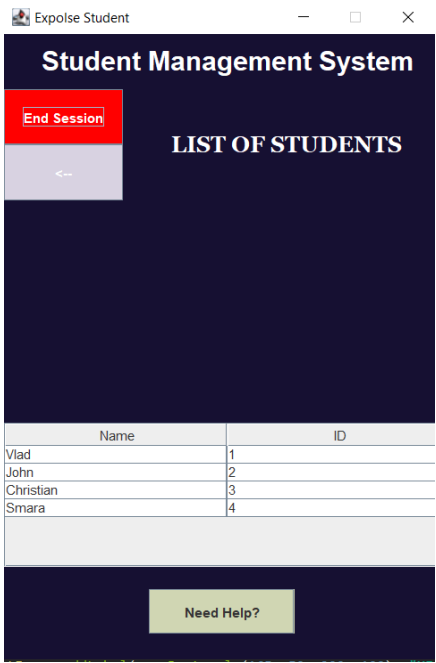 Expolse Student
Student Management System
End Session
LIST OF STUDENTS
<--
Name ID
Vlad 1
John 2
Christian 3
Smara 4
Need Help?